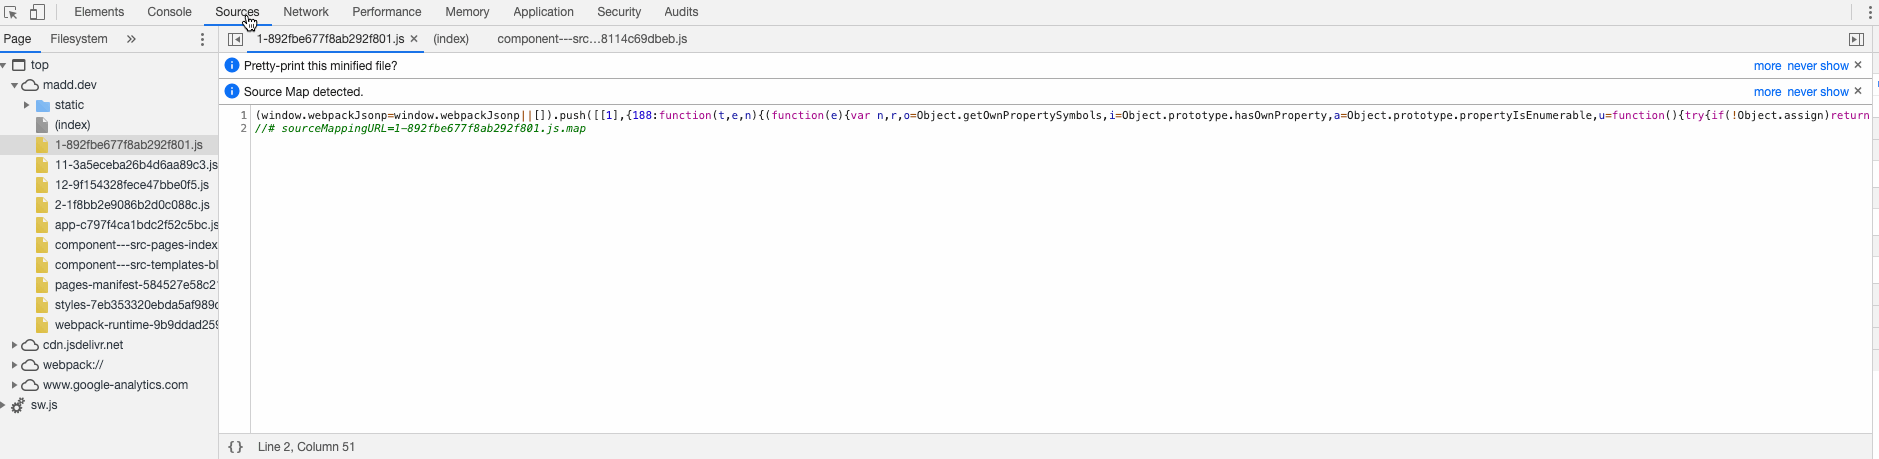 Elements Console Sources Network Performance Memory Application Security Audits
Page Filesystem » 1-892fbe677f8ab292f801.js × (index) component---src...8114c69dbeb.js
Pretty-print this minified file? more never show ×
Source Map detected. more never show ×
top
madd.dev
static
(index)
1-892fbe677f8ab292f801.js
11-3a5eceba26b4d6aa89c3.js
12-9f154328fece47bbe0f5.js
2-1f8bb2e9086b2d0c088c.js
app-c797f4ca1bdc2f52c5bc.js
component---src-pages-index
component---src-templates-bl
pages-manifest-584527e58c2
styles-7eb353320ebda5af989
webpack-runtime-9b9ddad259
cdn.jsdelivr.net
webpack://
www.google-analytics.com
sw.js
1 (window.webpackJsonp=window.webpackJsonp||[]).push([[1],{188:function(t,e,n){(function(e){var n,r,o=Object.getOwnPropertySymbols,i=Object.prototype.hasOwnProperty,a=Object.prototype.propertyIsEnumerable,u=function(){try{if(!Object.assign)return
2 //# sourceMappingURL=1-892fbe677f8ab292f801.js.map
{} Line 2, Column 51